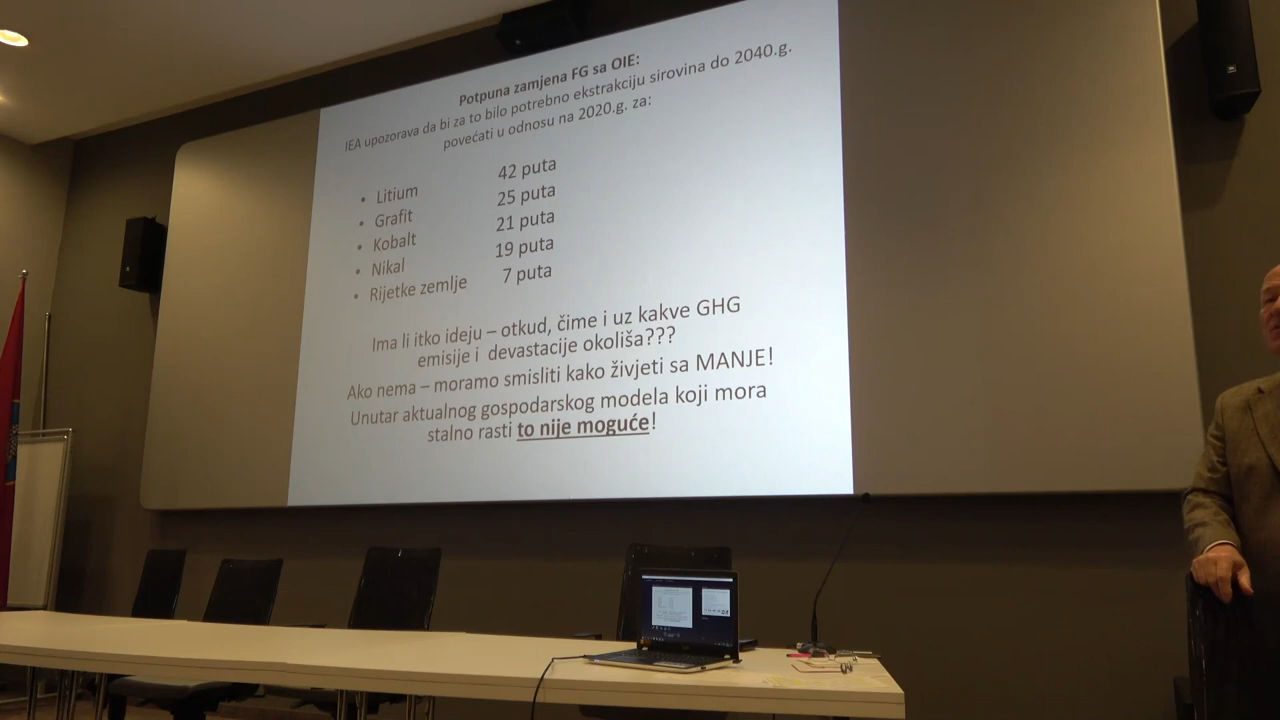 Potpuna zamjena FG sa OIE:
IEA upozorava da bi za to bilo potrebno ekstrakciju sirovina do 2040.g.
povećati u odnosu na 2020.g. za:
• Litium 42 puta
• Grafit 25 puta
• Kobalt 21 puta
• Nikal 19 puta
• Rijetke zemlje 7 puta
Ima li itko ideju – otkud, čime i uz kakve GHG
emisije i devastacije okoliša???
Ako nema – moramo smisliti kako živjeti sa MANJE!
Unutar aktualnog gospodarskog modela koji mora
stalno rasti to nije moguće!